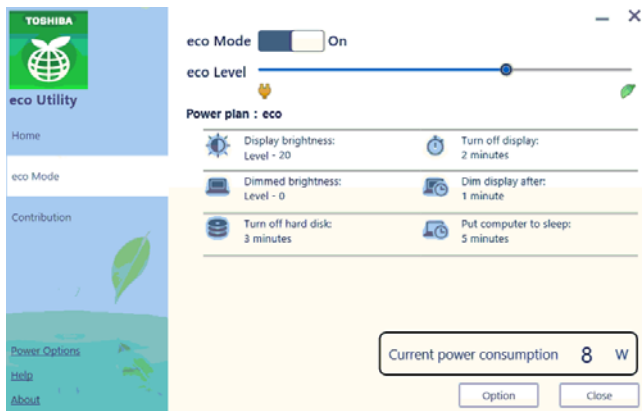 TOSHIBA
eco Utility
Home
eco Mode
Contribution
Power Options
Help
About
eco Mode On
eco Level
Power plan : eco
Display brightness:
Level - 20
Turn off display:
2 minutes
Dimmed brightness:
Level - 0
Dim display after:
1 minute
Turn off hard disk:
3 minutes
Put computer to sleep:
5 minutes
Current power consumption 8 W
Option Close